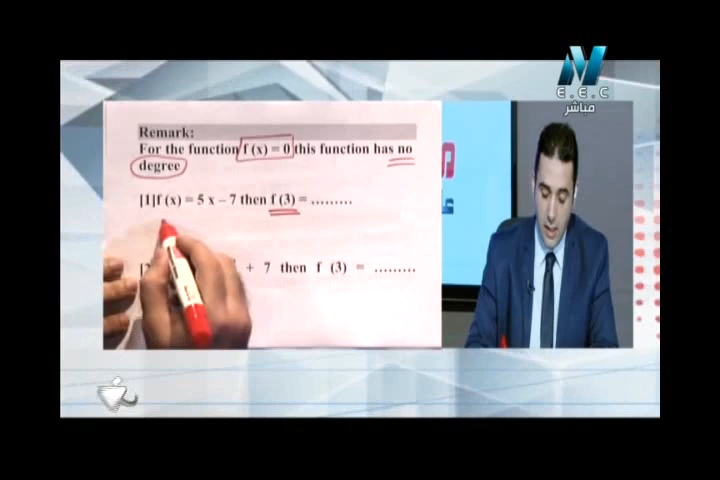 E.E.C
مباشر
Remark:
For the function f (x) = 0 this function has no
degree
[1]f (x) = 5 x – 7 then f (3) = .........
+ 7 then f (3) = .........